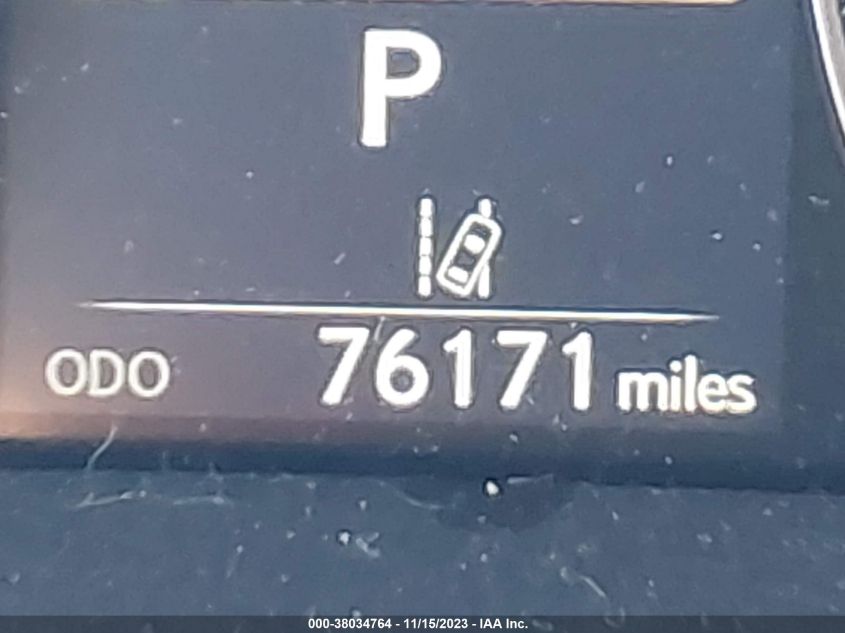 P
ODO 76171 miles
000-38034764 - 11/15/2023 - IAA Inc.